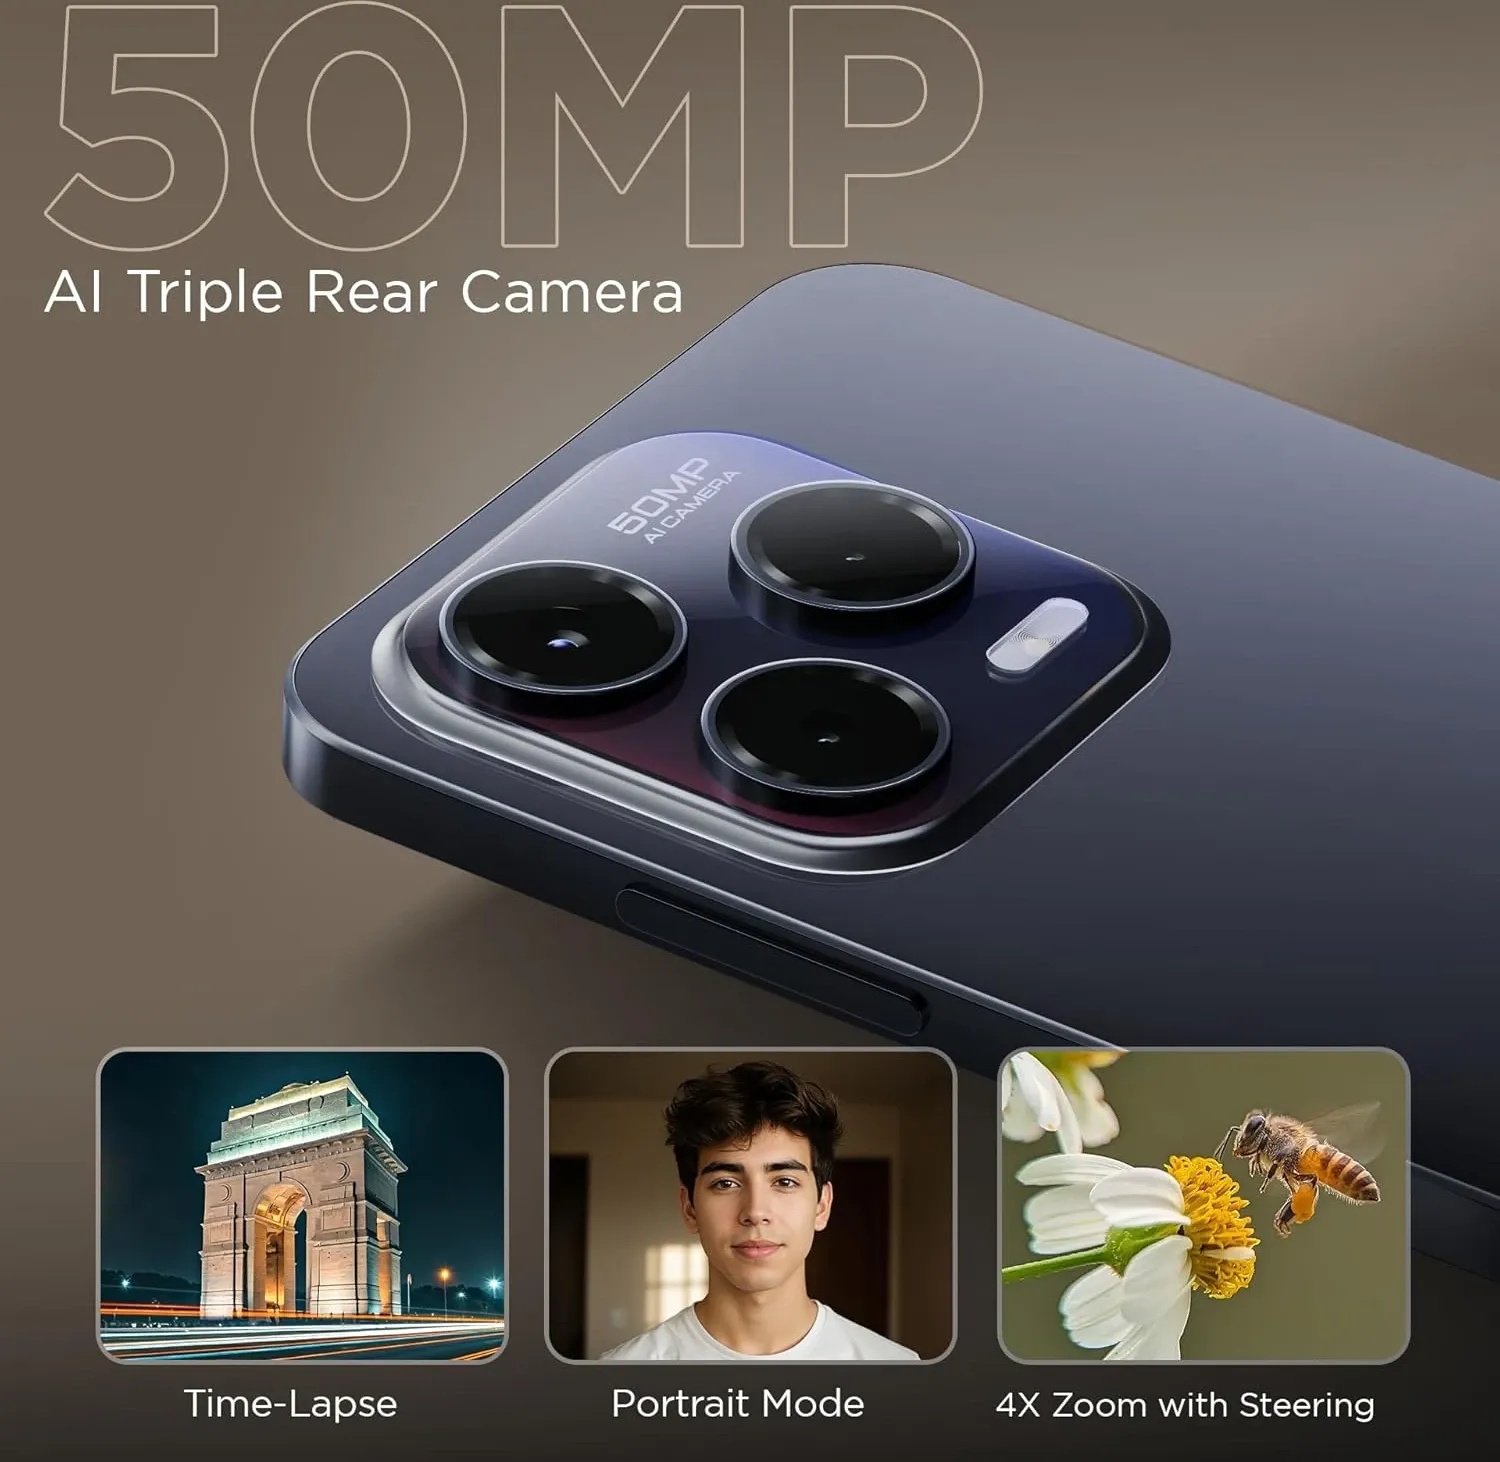 50MP
AI Triple Rear Camera
50MP
AI CAMERA
Time-Lapse
Portrait Mode
4X Zoom with Steering